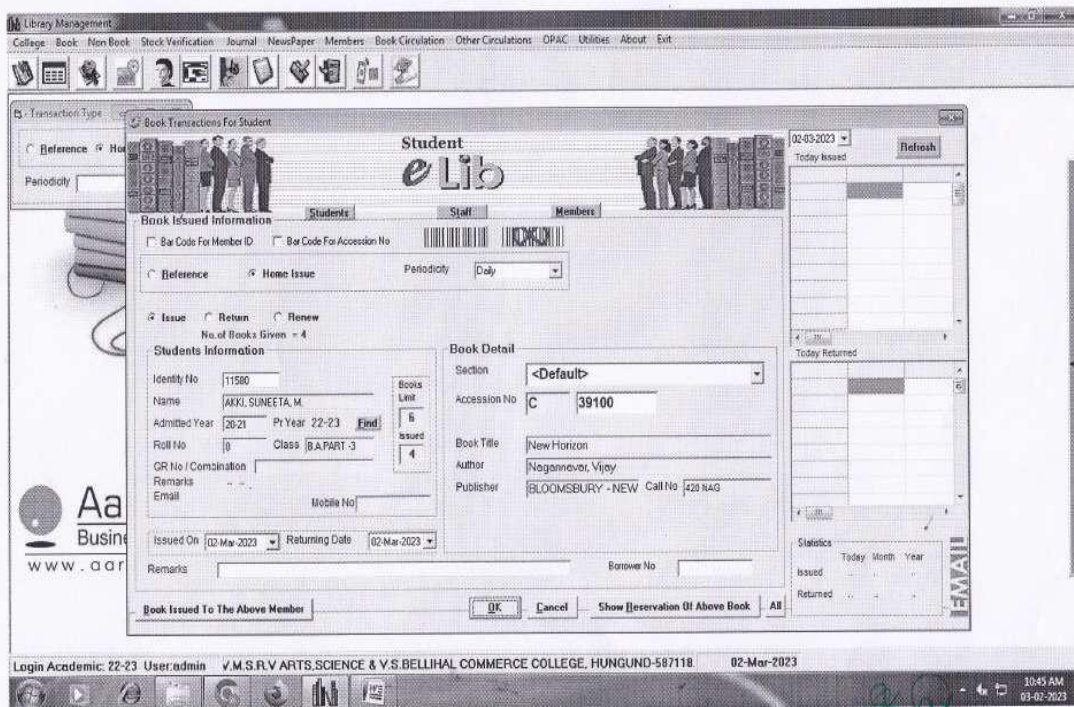 Library Management
College Book Non Book Stock Verification Journal NewsPaper Members Book Circulation Other Circulations OPAC Utilities About Exit
Transaction Type
Reference Hom
Periodicity
Book Transactions For Student
Student
e Lib
Students Staff Members
Book Issued Information
Bar Code For Member ID Bar Code For Accession No
Reference Home Issue Periodicity Daily
Issue Return Renew
No.of Books Given = 4
Students Information
Identity No 11580
Name AKKI, SUNEETA, M.
Admitted Year 20-21 Pr Year 22-23 Find
Roll No 0 Class B.A.PART -3
GR No / Combination
Remarks
Email
Mobile No
Books
Limit
6
Issued
4
Book Detail
Section <Default>
Accession No C 39100
Book Title New Horizon
Author Nagannavar, Vijay
Publisher BLOOMSBURY - NEW Call No 420 NAG
Issued On 02-Mar-2023 Returning Date 02-Mar-2023
Remarks Borrower No
Book Issued To The Above Member OK Cancel Show Reservation Of Above Book All
02-03-2023 Refresh
Today Issued
Today Returned
Statistics
Today Month Year
Issued
Returned
EMAIL
Aa
Busine
www.aar
Login Academic: 22-23 User:admin V.M.S.R.V ARTS,SCIENCE & V.S.BELLIHAL COMMERCE COLLEGE, HUNGUND-587118. 02-Mar-2023
10:45 AM
03-02-2023